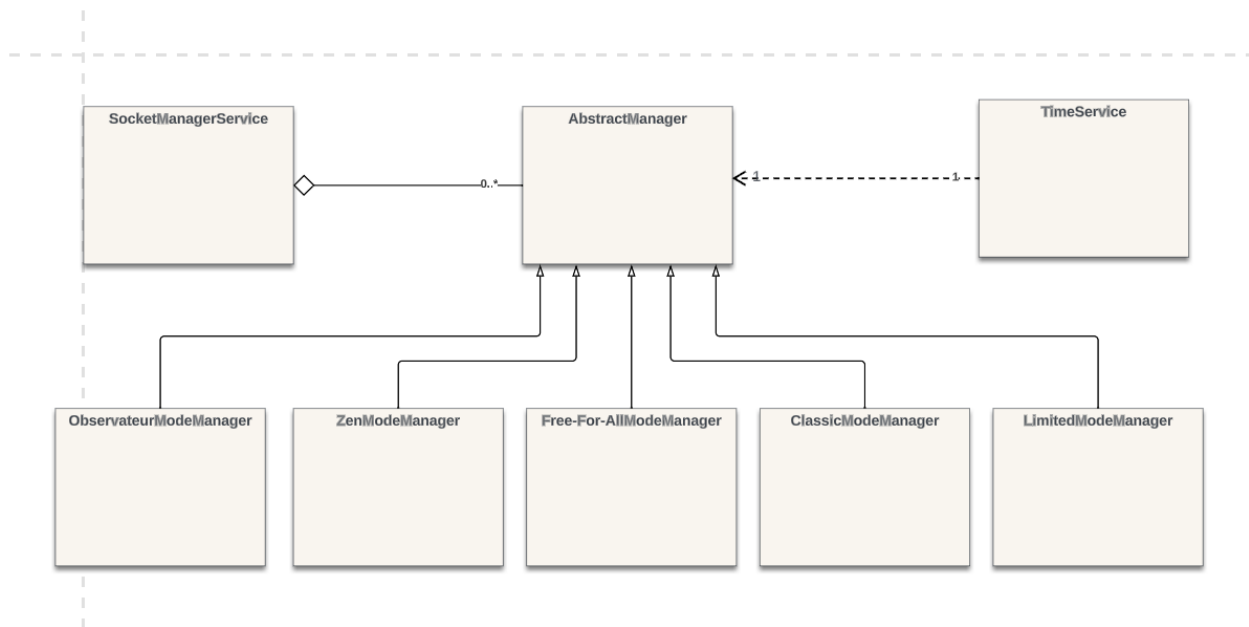 SocketManagerService
AbstractManager
TimeService
0..*
1
1
ObservateurModeManager
ZenModeManager
Free-For-AllModeManager
ClassicModeManager
LimitedModeManager